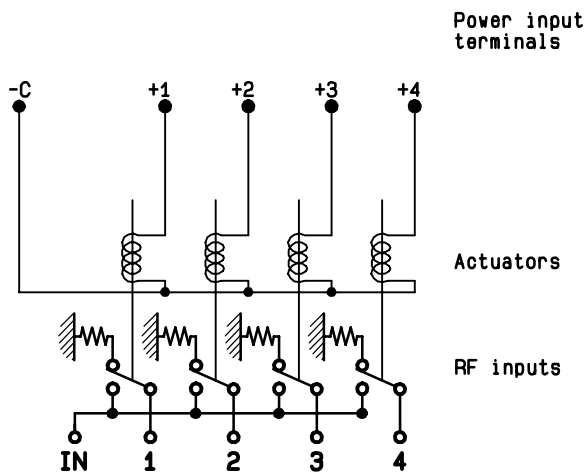 Power input
terminals
-C +1 +2 +3 +4
Actuators
RF inputs
IN 1 2 3 4